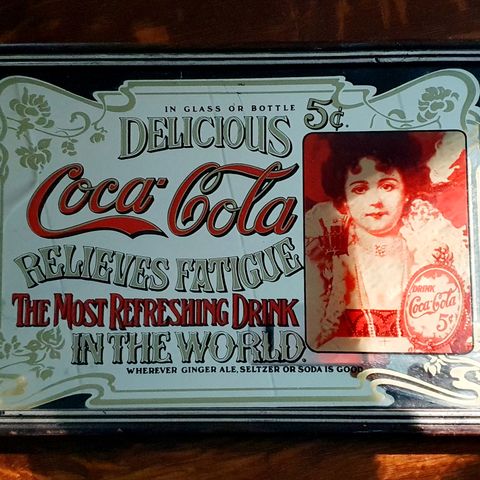 IN GLASS OR BOTTLE
5¢.
DELICIOUS
Coca-Cola
RELIEVES FATIGUE
THE MOST REFRESHING DRINK
IN THE WORLD.
WHEREVER GINGER ALE, SELTZER OR SODA IS GOOD
DRINK
Coca-Cola
5¢